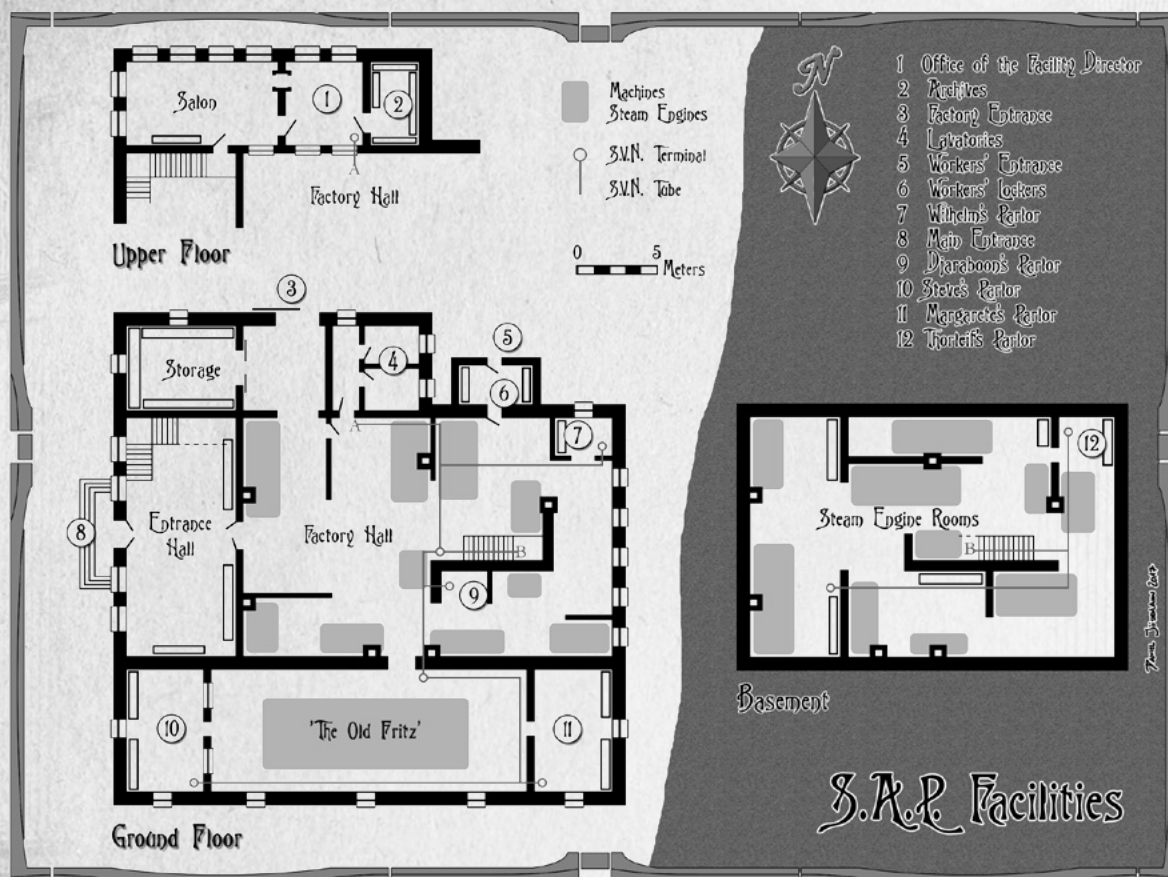 Salon
1
2
A
Factory Hall
Upper Floor
Machines
Steam Engines
S.V.N. Terminal
S.V.N. Tube
0 5
Meters
N
1 Office of the Facility Director
2 Archives
3 Factory Entrance
4 Lavatories
5 Workers' Entrance
6 Workers' Lockers
7 Wilhelm's Parlor
8 Main Entrance
9 Djaraboon's Parlor
10 Steve's Parlor
11 Margarete's Parlor
12 Thorleif's Parlor
3
Storage
4
5
6
A
7
8
Entrance
Hall
Factory Hall
B
9
10
'The Old Fritz'
11
Ground Floor
12
Steam Engine Rooms
B
Basement
S.A.P. Facilities